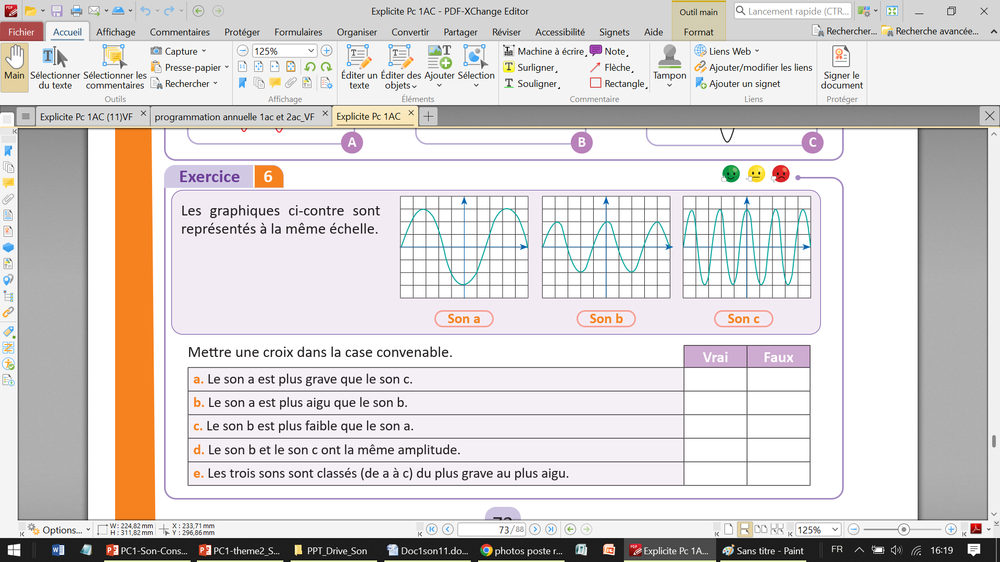 Explicite Pc 1AC - PDF-XChange Editor
Outil main
Lancement rapide (CTR...
Fichier
Accueil
Affichage
Commentaires
Protéger
Formulaires
Organiser
Convertir
Partager
Réviser
Accessibilité
Signets
Aide
Format
Rechercher...
Recherche avancée...
Main
Sélectionner du texte
Sélectionner les commentaires
Capture
Presse-papier
Rechercher
Outils
125%
Affichage
Éditer un texte
Éditer des objets
Ajouter
Sélection
Éléments
Machine à écrire
Surligner
Souligner
Note
Flèche
Rectangle
Tampon
Commentaire
Liens Web
Ajouter/modifier les liens
Ajouter un signet
Liens
Signer le document
Protéger
Explicite Pc 1AC (11)VF
programmation annuelle 1ac et 2ac_VF
Explicite Pc 1AC
A
B
C
Exercice 6
Les graphiques ci-contre sont
représentés à la même échelle.
Son a
Son b
Son c
Mettre une croix dans la case convenable.
Vrai
Faux
a. Le son a est plus grave que le son c.
b. Le son a est plus aigu que le son b.
c. Le son b est plus faible que le son a.
d. Le son b et le son c ont la même amplitude.
e. Les trois sons sont classés (de a à c) du plus grave au plus aigu.
Options...
W : 224,82 mm
H : 311,82 mm
X : 233,71 mm
Y : 296,86 mm
73 / 88
125%
PC1-Son-Cons...
PC1-theme2_S...
PPT_Drive_Son
Doc1son11.do...
photos poste r...
Explicite Pc 1A...
Sans titre - Paint
FR
16:19